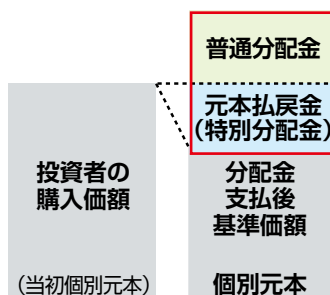 普通分配金
元本払戻金
（特別分配金）
投資者の
購入価額
（当初個別元本）
分配金
支払後
基準価額
個別元本